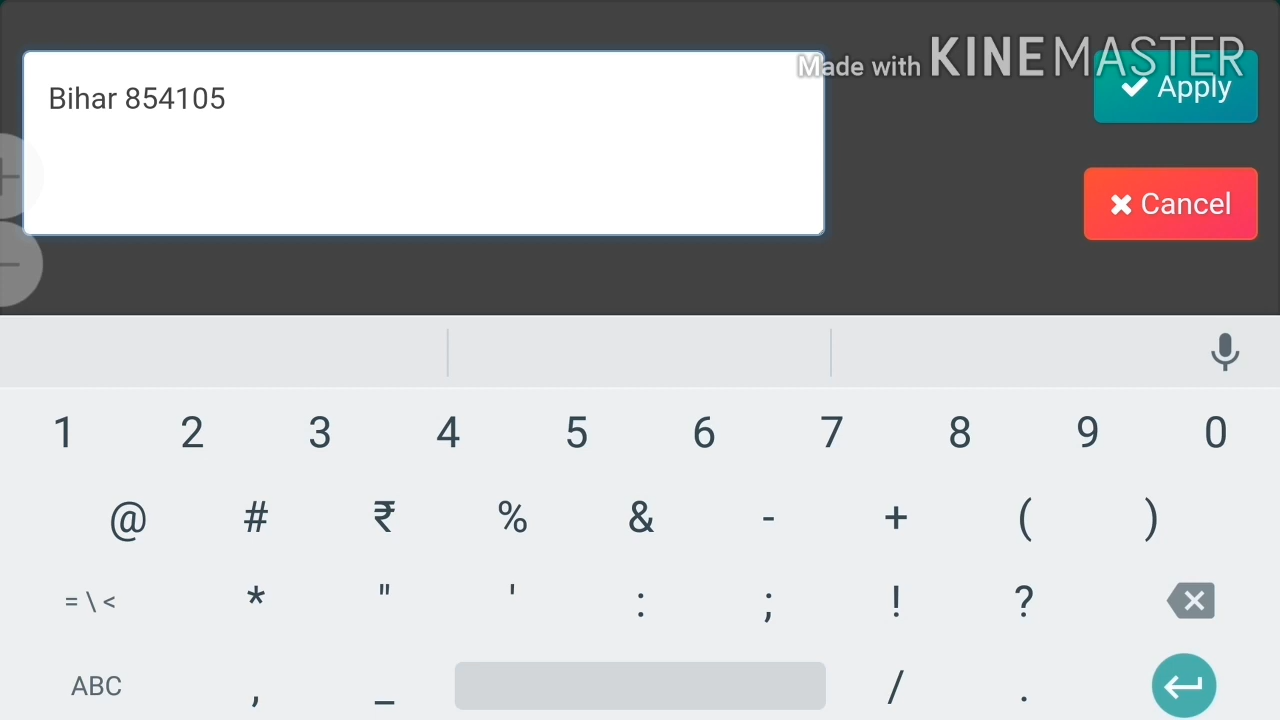 Made with KINEMASTER
Bihar 854105
Apply
Cancel
1 2 3 4 5 6 7 8 9 0
@ # ₹ % & - + ( )
= \ < * " ' : ; ! ?
ABC , _ / .